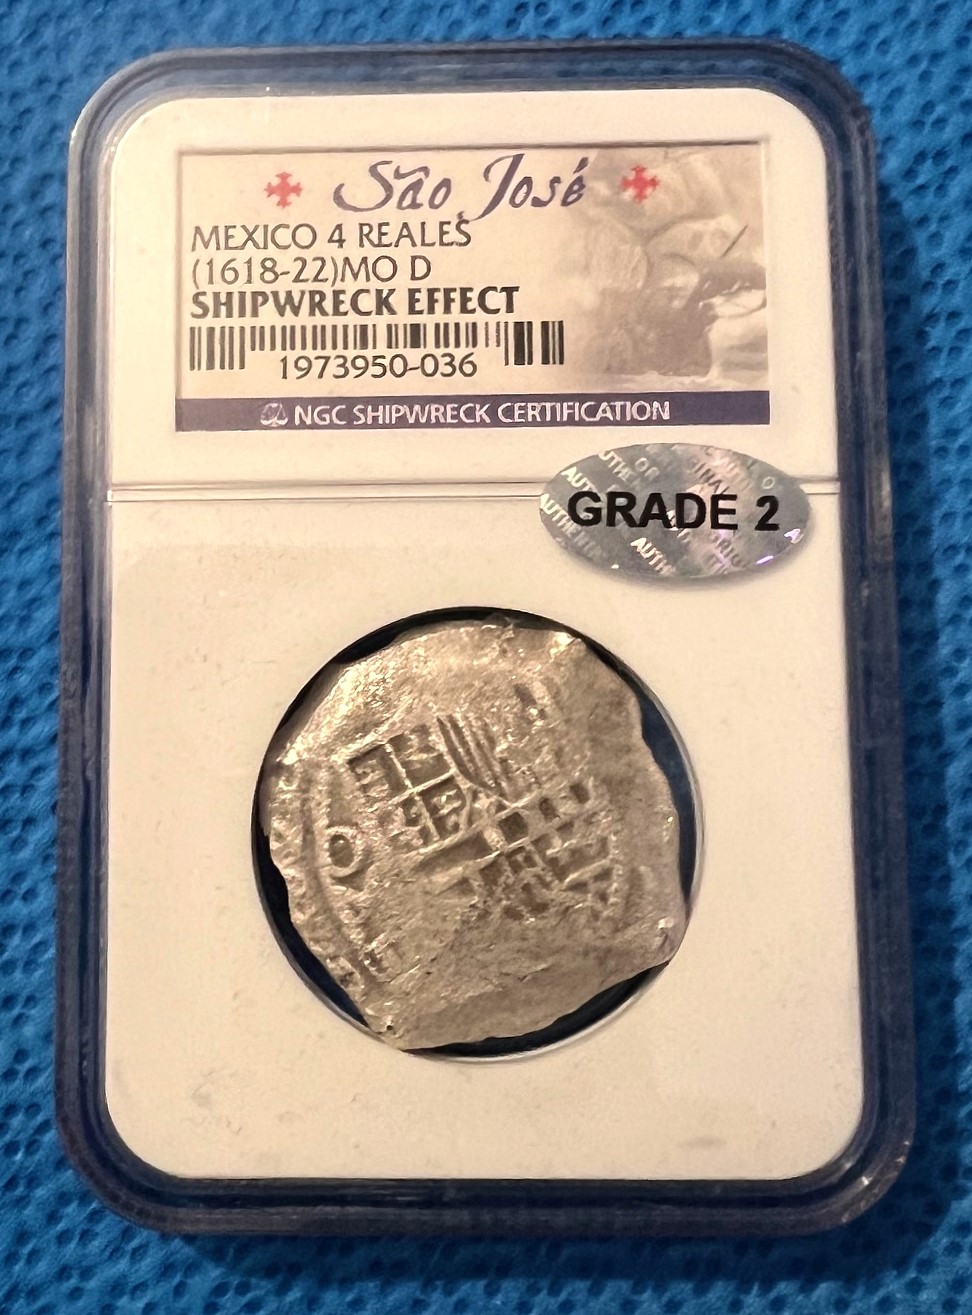 São José
MEXICO 4 REALES
(1618-22)MO D
SHIPWRECK EFFECT
1973950-036
NGC SHIPWRECK CERTIFICATION
GRADE 2